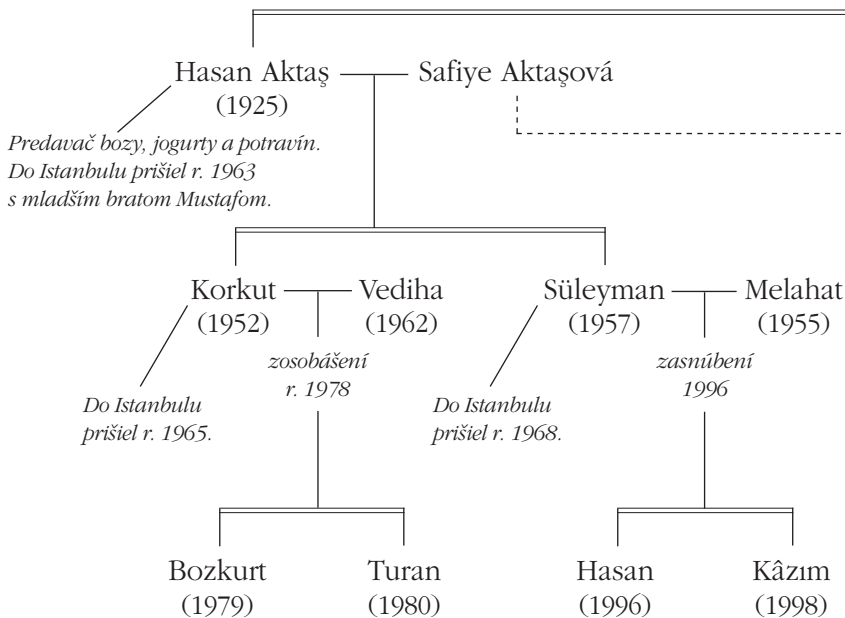 Hasan Aktaş
(1925)
Safiye Aktaşová
Predavač bozy, jogurty a potravín.
Do Istanbulu prišiel r. 1963
s mladším bratom Mustafom.
Korkut
(1952)
Vediha
(1962)
Süleyman
(1957)
Melahat
(1955)
zosobášení
r. 1978
zasnúbení
1996
Do Istanbulu
prišiel r. 1965.
Do Istanbulu
prišiel r. 1968.
Bozkurt
(1979)
Turan
(1980)
Hasan
(1996)
Kâzım
(1998)